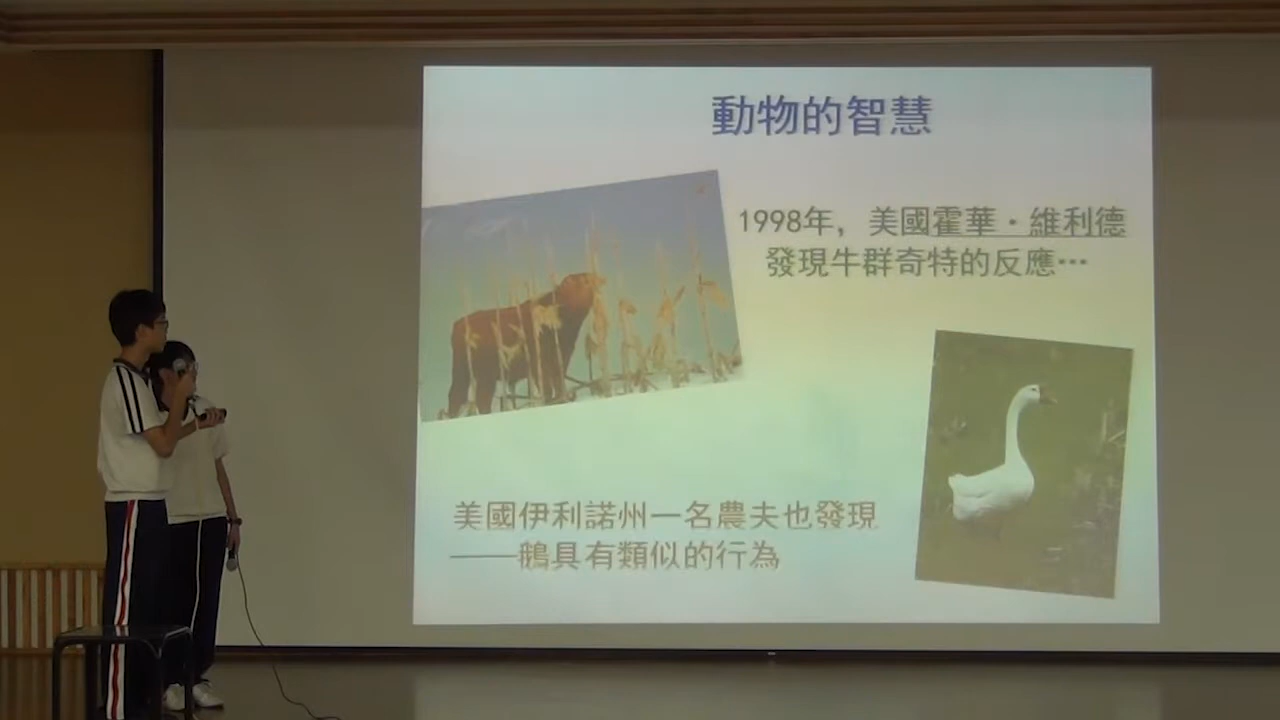 動物的智慧
1998年，美國霍華·維利德
發現牛群奇特的反應…
美國伊利諾州一名農夫也發現
——鵝具有類似的行為